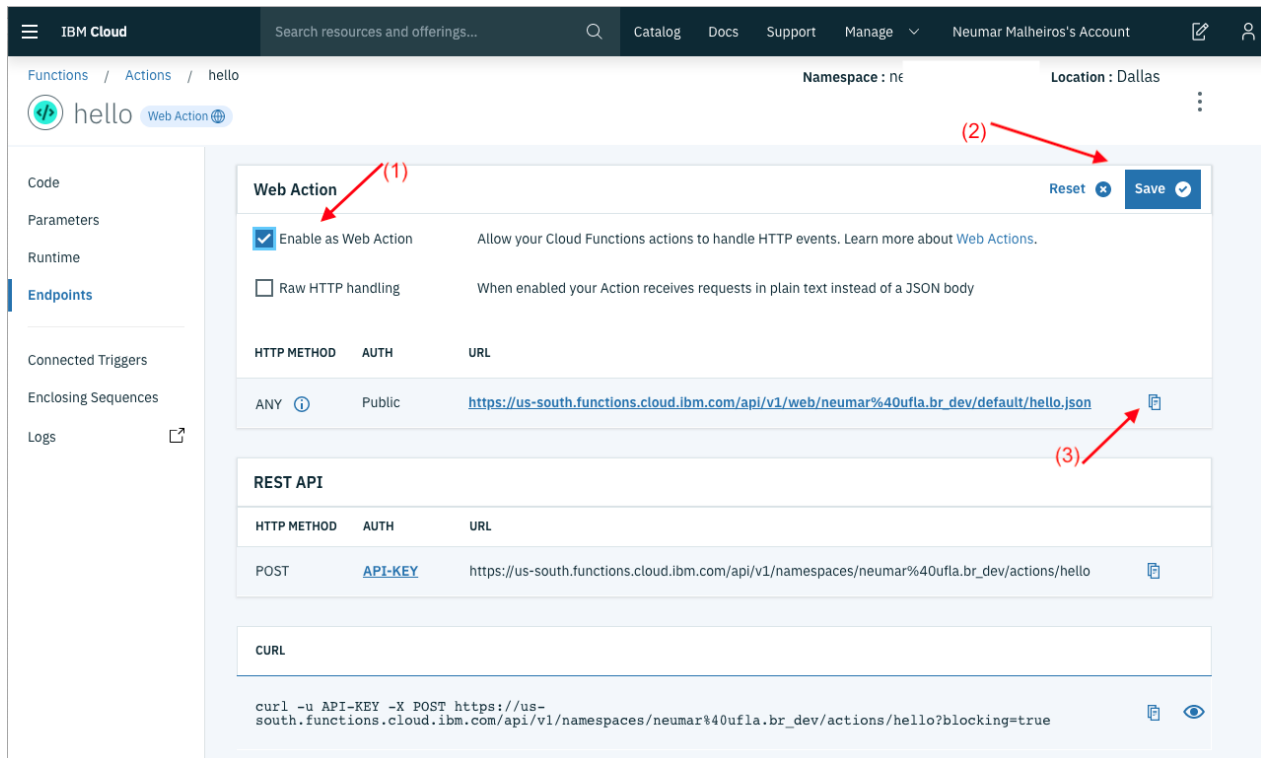 IBM Cloud
Search resources and offerings...
Catalog
Docs
Support
Manage
Neumar Malheiros's Account
Functions / Actions / hello
Namespace : ne
Location : Dallas
hello
Web Action
(2)
(1)
Code
Parameters
Runtime
Endpoints
Connected Triggers
Enclosing Sequences
Logs
Web Action
Reset
Save
Enable as Web Action
Allow your Cloud Functions actions to handle HTTP events. Learn more about Web Actions.
Raw HTTP handling
When enabled your Action receives requests in plain text instead of a JSON body
HTTP METHOD
AUTH
URL
ANY
Public
https://us-south.functions.cloud.ibm.com/api/v1/web/neumar%40ufla.br_dev/default/hello.json
(3)
REST API
HTTP METHOD
AUTH
URL
POST
API-KEY
https://us-south.functions.cloud.ibm.com/api/v1/namespaces/neumar%40ufla.br_dev/actions/hello
CURL
curl -u API-KEY -X POST https://us-
south.functions.cloud.ibm.com/api/v1/namespaces/neumar%40ufla.br_dev/actions/hello?blocking=true